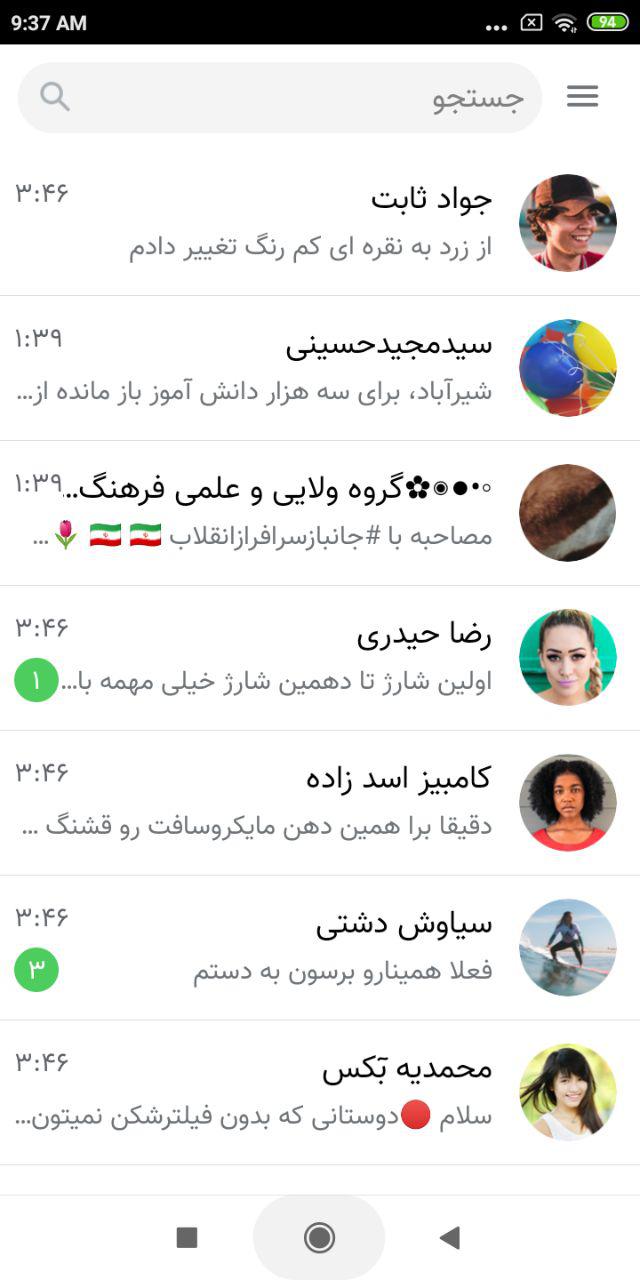 9:37 AM
94
جستجو
جواد ثابت
۳:۴۶
از زرد به نقره ای کم رنگ تغییر دادم
سیدمجیدحسینی
۱:۳۹
شیرآباد، برای سه هزار دانش آموز باز مانده از...
◦•●◉✿گروه ولایی و علمی فرهنگ...
۱:۳۹
مصاحبه با #جانبازسرافرازانقلاب 🇮🇷 🇮🇷 🌷...
رضا حیدری
۳:۴۶
اولین شارژ تا دهمین شارژ خیلی مهمه با...
۱
کامبیز اسد زاده
۳:۴۶
دقیقا برا همین دهن مایکروسافت رو قشنگ ...
سیاوش دشتی
۳:۴۶
فعلا همینارو برسون به دستم
۳
محمدیه بَکس
۳:۴۶
سلام 🔴دوستانی که بدون فیلترشکن نمیتون...